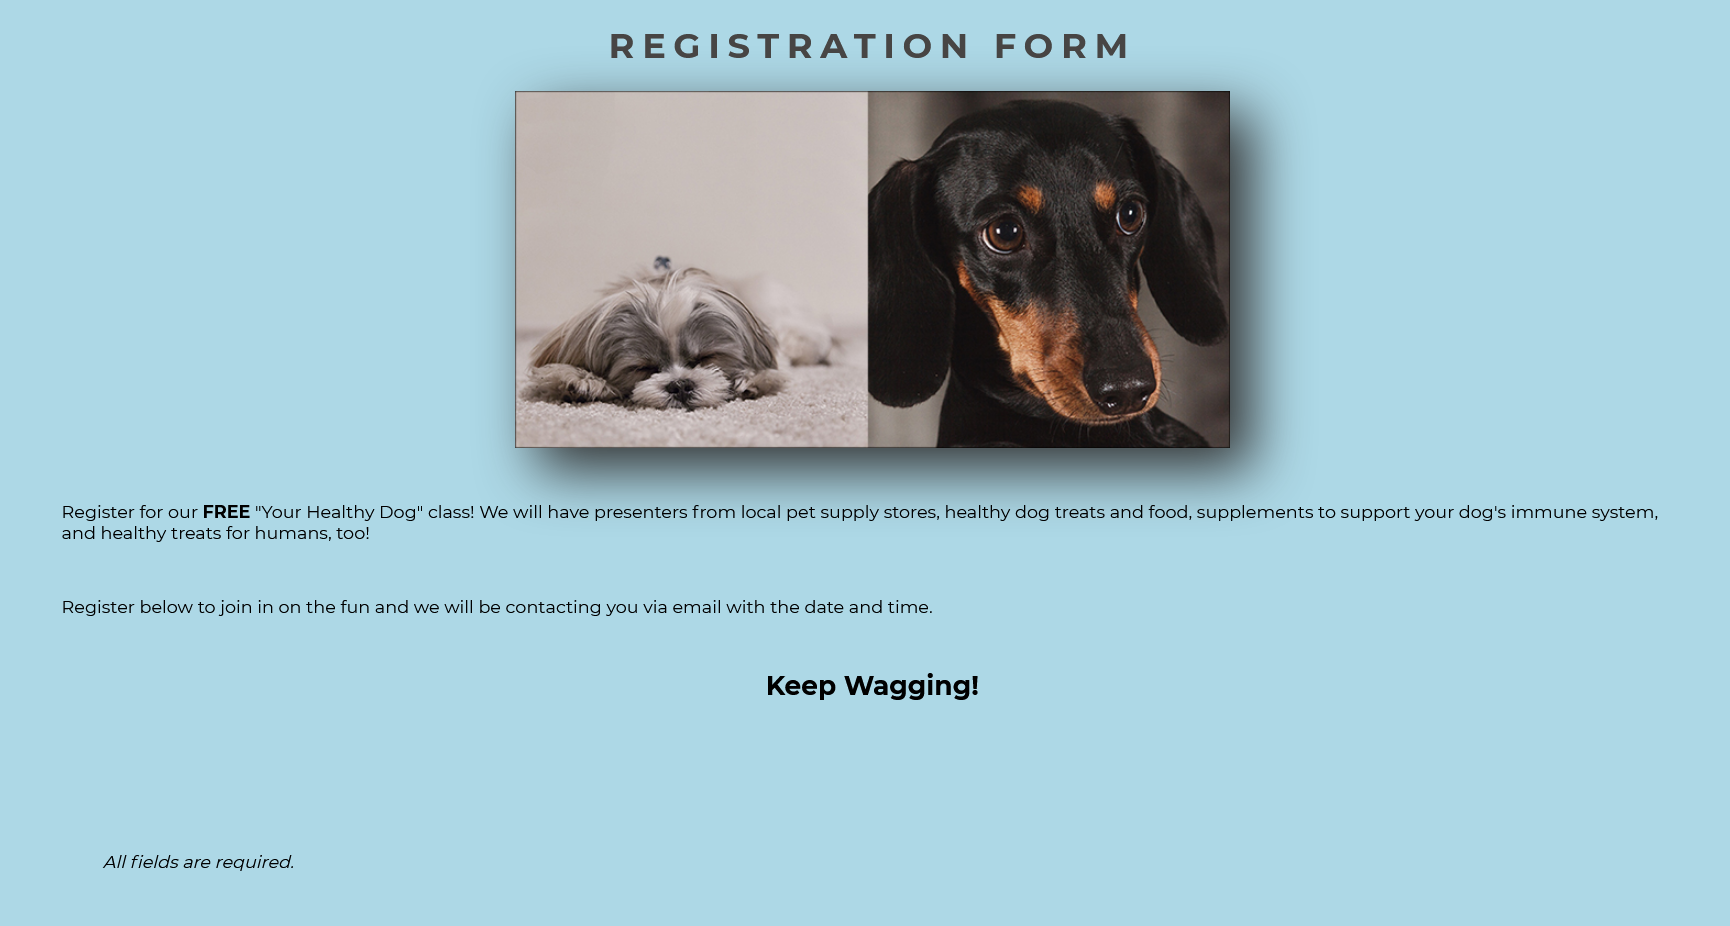 REGISTRATION FORM
Register for our FREE "Your Healthy Dog" class! We will have presenters from local pet supply stores, healthy dog treats and food, supplements to support your dog's immune system,
and healthy treats for humans, too!
Register below to join in on the fun and we will be contacting you via email with the date and time.
Keep Wagging!
All fields are required.